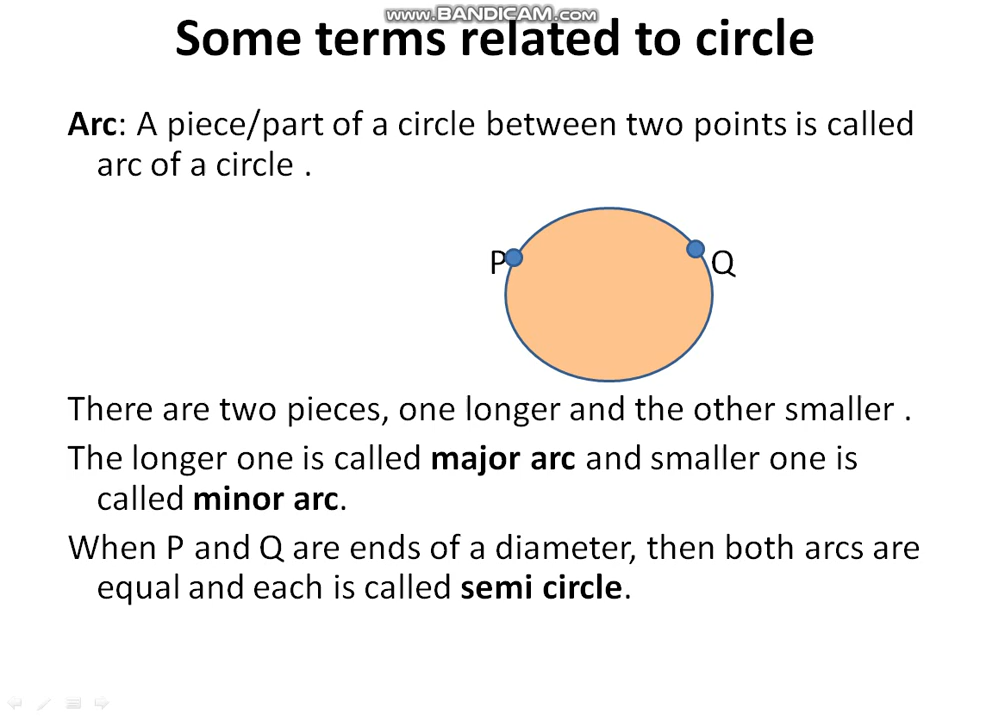 www.BANDICAM.com
Some terms related to circle
Arc: A piece/part of a circle between two points is called
arc of a circle .
P
Q
There are two pieces, one longer and the other smaller .
The longer one is called major arc and smaller one is
called minor arc.
When P and Q are ends of a diameter, then both arcs are
equal and each is called semi circle.